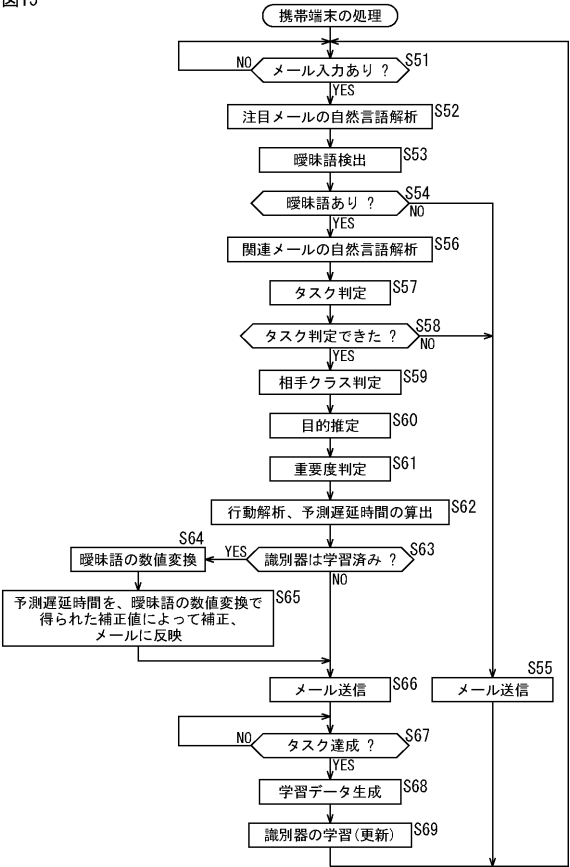 図15
携帯端末の処理
メール入力あり ?
S51
NO
YES
注目メールの自然言語解析
S52
曖昧語検出
S53
曖昧語あり ?
S54
NO
YES
関連メールの自然言語解析
S56
タスク判定
S57
タスク判定できた ?
S58
NO
YES
相手クラス判定
S59
目的推定
S60
重要度判定
S61
行動解析、予測遅延時間の算出
S62
識別器は学習済み ?
S63
YES
NO
曖昧語の数値変換
S64
予測遅延時間を、曖昧語の数値変換で
得られた補正値によって補正、
メールに反映
S65
メール送信
S66
メール送信
S55
タスク達成 ?
S67
NO
YES
学習データ生成
S68
識別器の学習(更新)
S69